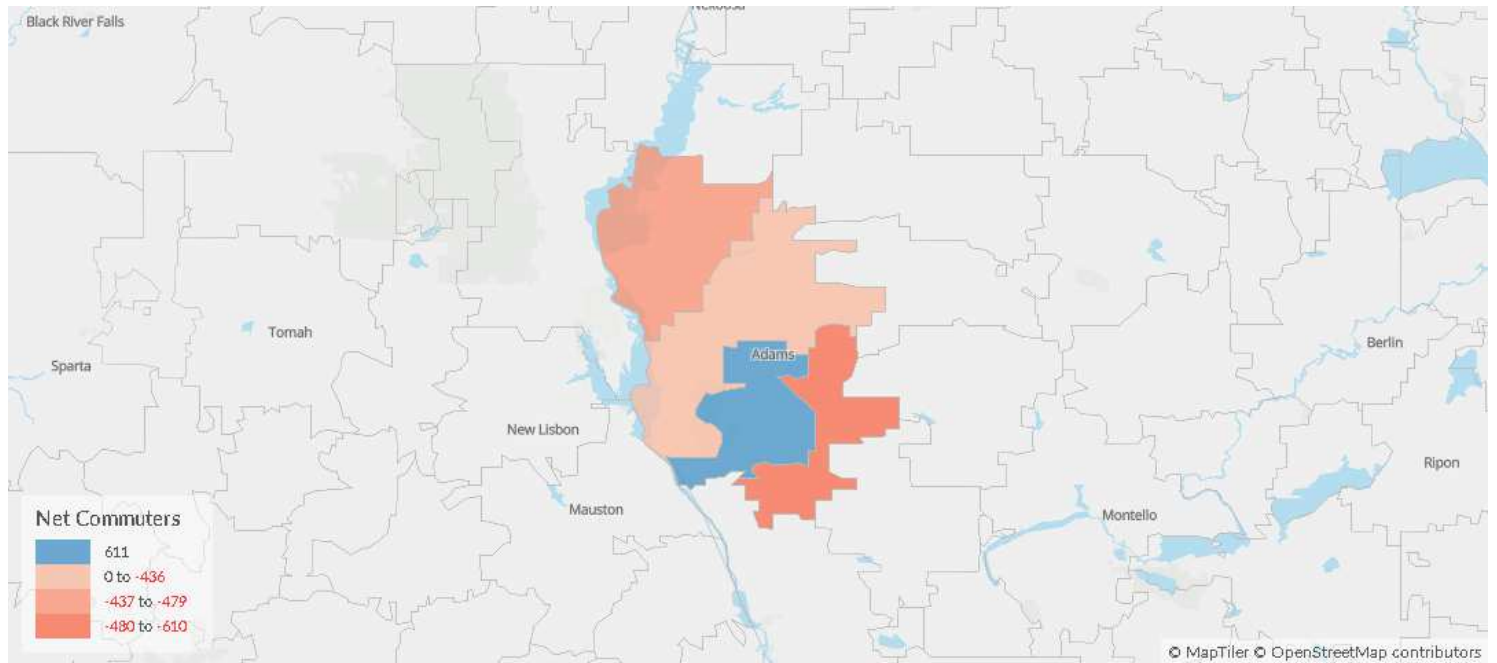 Nekoosa
Black River Falls
Tomah
Sparta
Adams
Berlin
New Lisbon
Ripon
Mauston
Montello
Net Commuters
611
0 to -436
-437 to -479
-480 to -610
© MapTiler © OpenStreetMap contributors